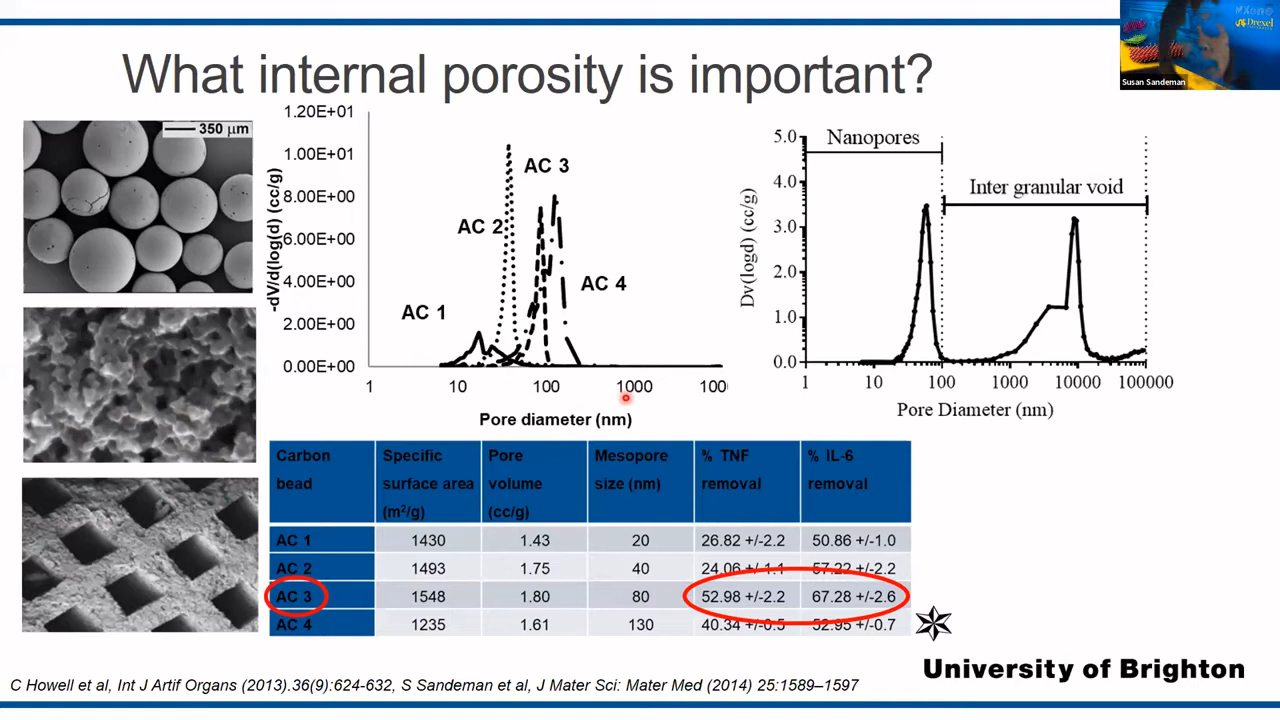 What internal porosity is important?
Drexel
Susan Sandeman
350 µm
1.20E+01
1.00E+01
8.00E+00
6.00E+00
4.00E+00
2.00E+00
0.00E+00
-dV/d(log(d) (cc/g)
AC 1
AC 2
AC 3
AC 4
1 10 100 1000 100
Pore diameter (nm)
5.0
4.0
3.0
2.0
1.0
0.0
Dv(logd) (cc/g)
Nanopores
Inter granular void
1 10 100 1000 10000 100000
Pore Diameter (nm)
Carbon bead Specific surface area (m²/g) Pore volume (cc/g) Mesopore size (nm) % TNF removal % IL-6 removal
AC 1 1430 1.43 20 26.82 +/-2.2 50.86 +/-1.0
AC 2 1493 1.75 40 24.06 +/-1.1 57.22 +/-2.2
AC 3 1548 1.80 80 52.98 +/-2.2 67.28 +/-2.6
AC 4 1235 1.61 130 40.34 +/-0.5 52.95 +/-0.7
University of Brighton
C Howell et al, Int J Artif Organs (2013).36(9):624-632, S Sandeman et al, J Mater Sci: Mater Med (2014) 25:1589–1597